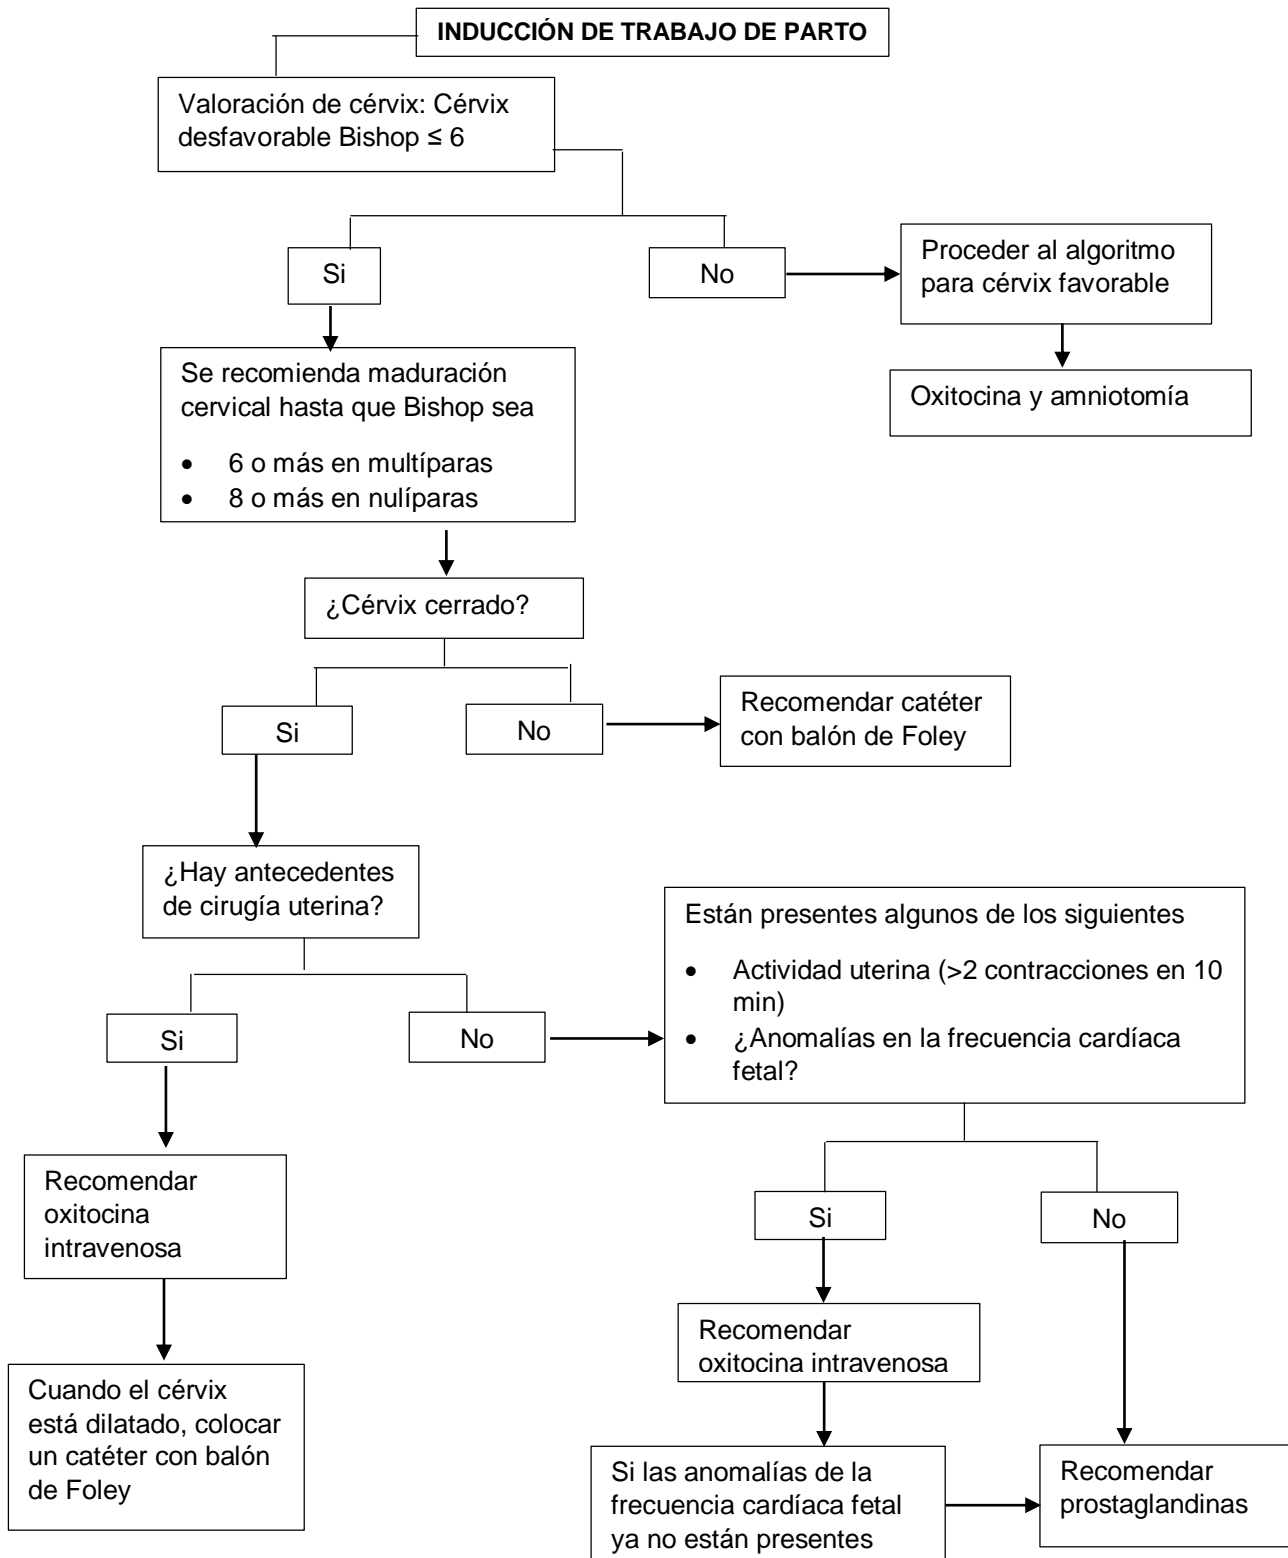 INDUCCIÓN DE TRABAJO DE PARTO
Valoración de cérvix: Cérvix
desfavorable Bishop ≤ 6
Si
No
Proceder al algoritmo
para cérvix favorable
Oxitocina y amniotomía
Se recomienda maduración
cervical hasta que Bishop sea
• 6 o más en multíparas
• 8 o más en nulíparas
¿Cérvix cerrado?
Si
No
Recomendar catéter
con balón de Foley
¿Hay antecedentes
de cirugía uterina?
Si
No
Están presentes algunos de los siguientes
• Actividad uterina (>2 contracciones en 10
min)
• ¿Anomalías en la frecuencia cardíaca
fetal?
Recomendar
oxitocina
intravenosa
Cuando el cérvix
está dilatado, colocar
un catéter con balón
de Foley
Si
No
Recomendar
oxitocina intravenosa
Si las anomalías de la
frecuencia cardíaca fetal
ya no están presentes
Recomendar
prostaglandinas